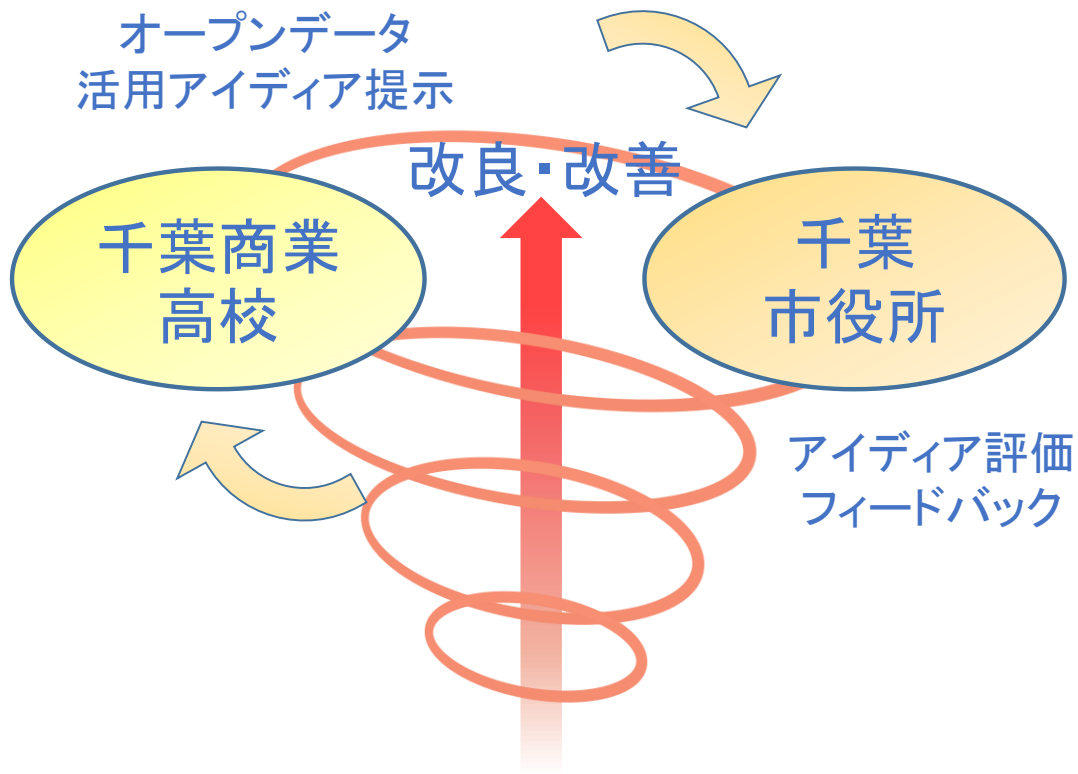 オープンデータ
活用アイディア提示
改良・改善
千葉商業
高校
千葉
市役所
アイディア評価
フィードバック